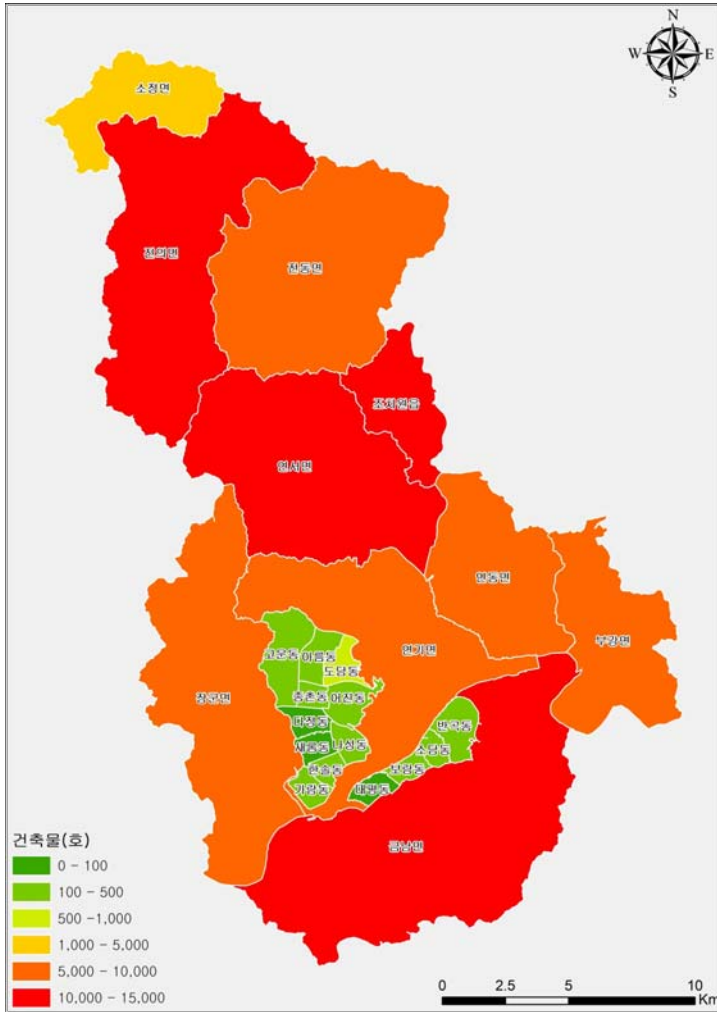 N
W E
S
소정면
전의면
전동면
조치원읍
연서면
연동면
부강면
연기면
장군면
고운동
아름동
도담동
종촌동
어진동
다정동
새롬동
나성동
한솔동
가람동
반곡동
소담동
보람동
대평동
금남면
건축물(호)
0 - 100
100 - 500
500 -1,000
1,000 - 5,000
5,000 - 10,000
10,000 - 15,000
0 2.5 5 10
Km